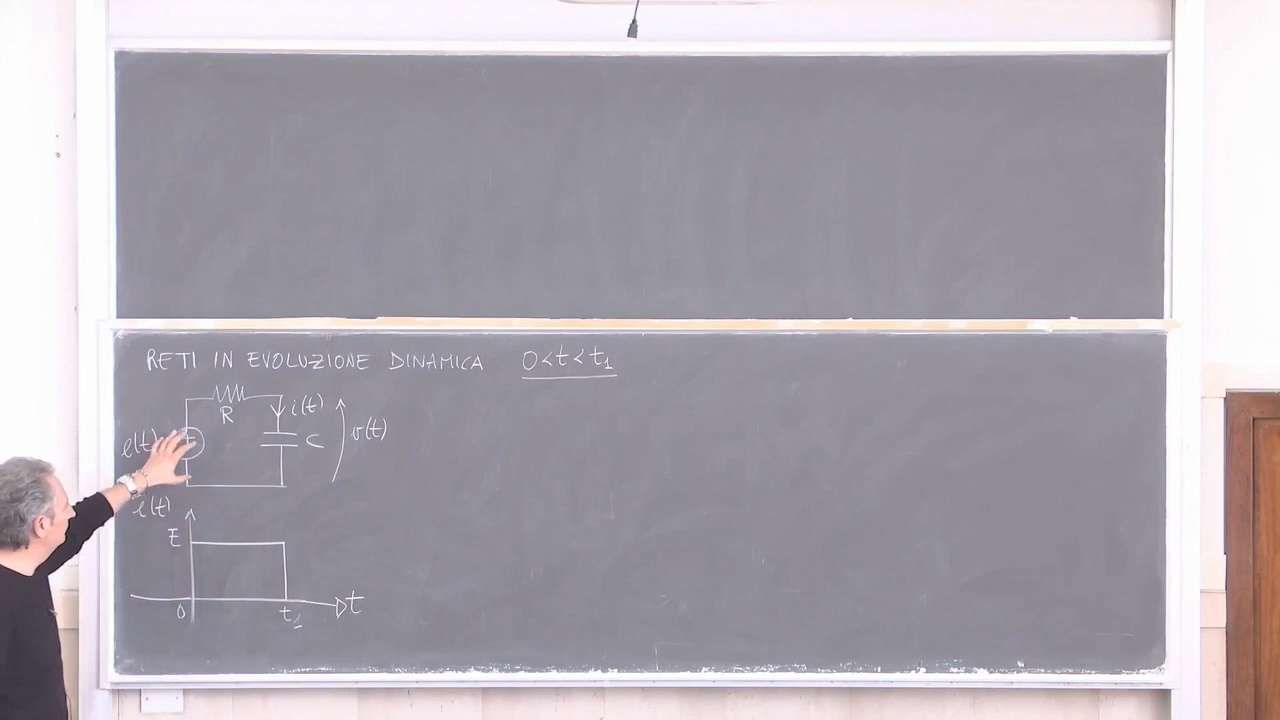 RETI IN EVOLUZIONE DINAMICA 0<t<t₁
R i(t)
e(t) + C v(t)
e(t)
E
0 t₁ t